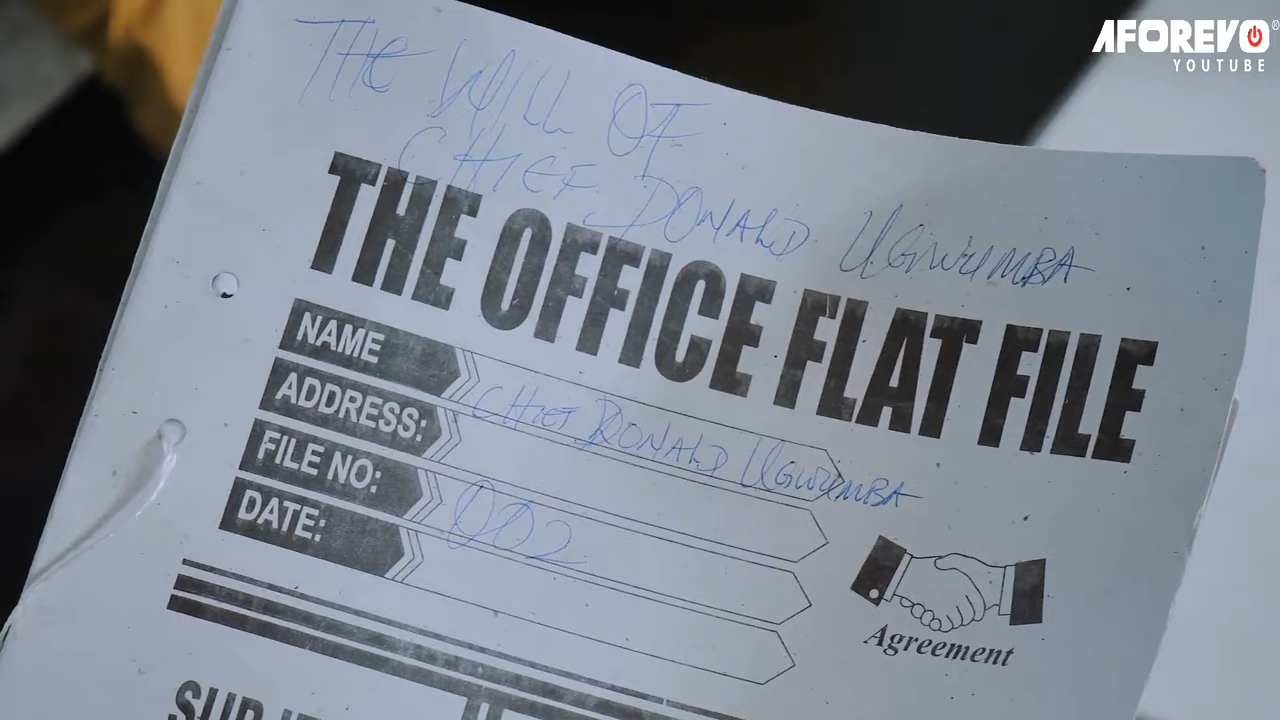 AFOREVO®
YOUTUBE
THE WILL OF
CHIEF DONALD UGWUMBA
THE OFFICE FLAT FILE
NAME CHIEF RONALD UGWUMBA
ADDRESS:
FILE NO: 002
DATE:
Agreement